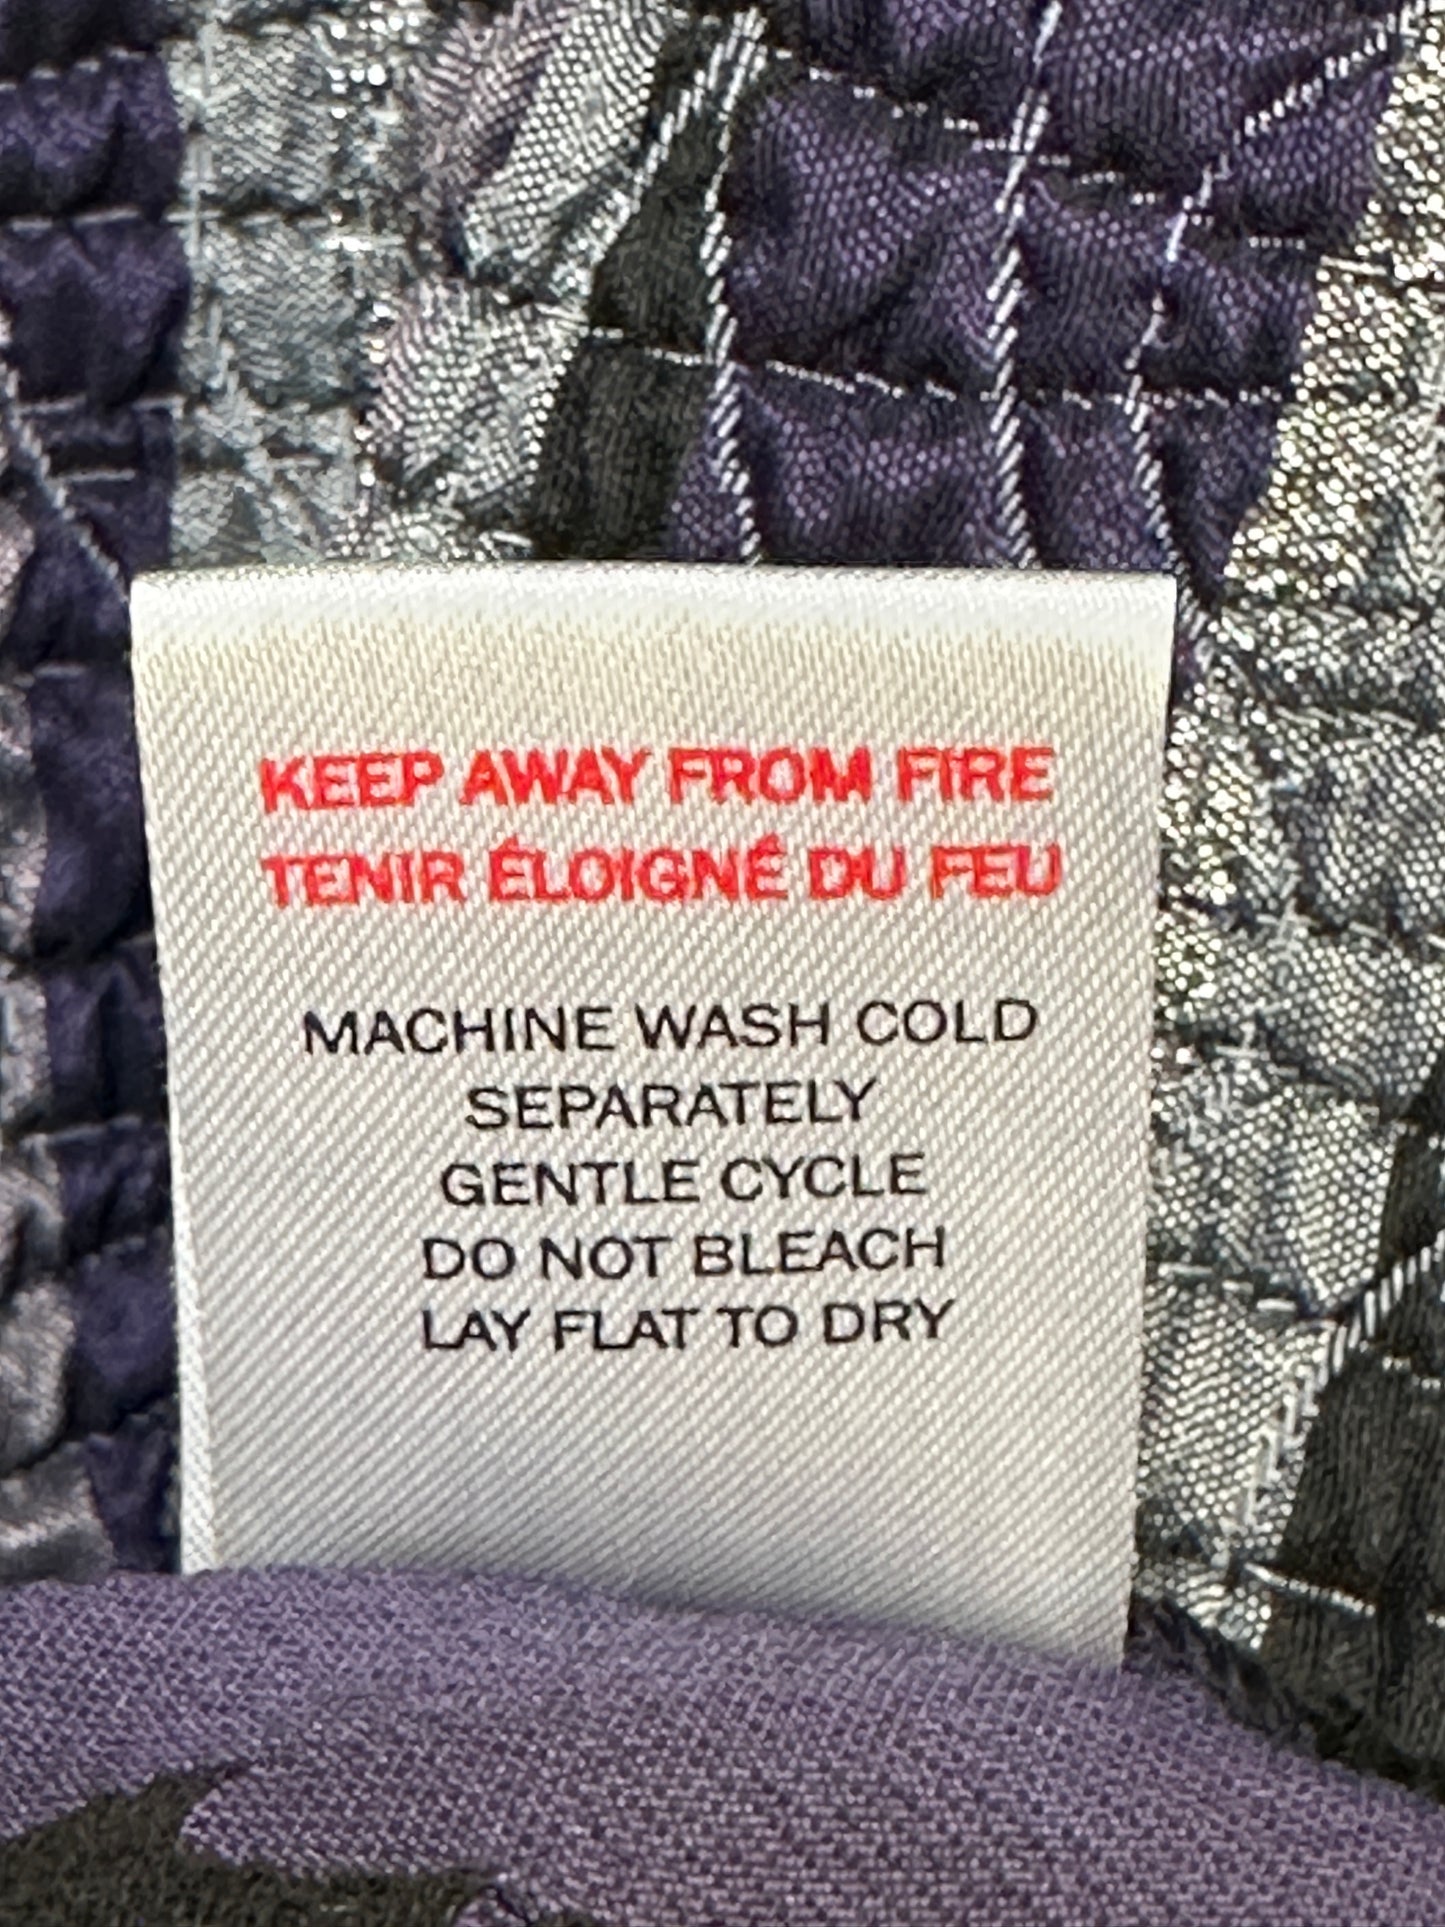 KEEP AWAY FROM FIRE
TENIR ÉLOIGNÉ DU FEU
MACHINE WASH COLD
SEPARATELY
GENTLE CYCLE
DO NOT BLEACH
LAY FLAT TO DRY